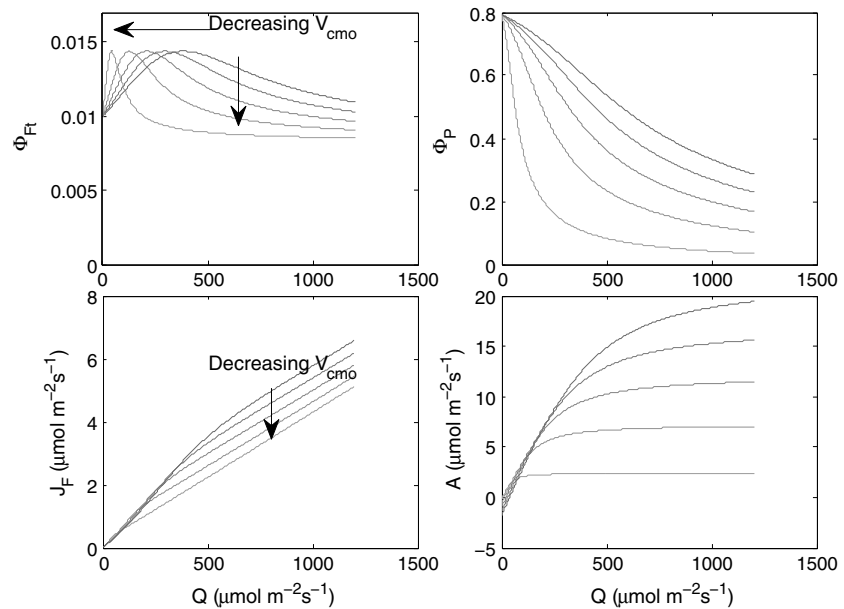 Decreasing V_cmo
0.015
0.01
0.005
0
Φ_Ft
0 500 1000 1500
0.8
0.6
0.4
0.2
0
Φ_P
0 500 1000 1500
8
6
4
2
0
J_F (μmol m⁻²s⁻¹)
Decreasing V_cmo
0 500 1000 1500
Q (μmol m⁻²s⁻¹)
20
15
10
5
0
−5
A (μmol m⁻²s⁻¹)
0 500 1000 1500
Q (μmol m⁻²s⁻¹)